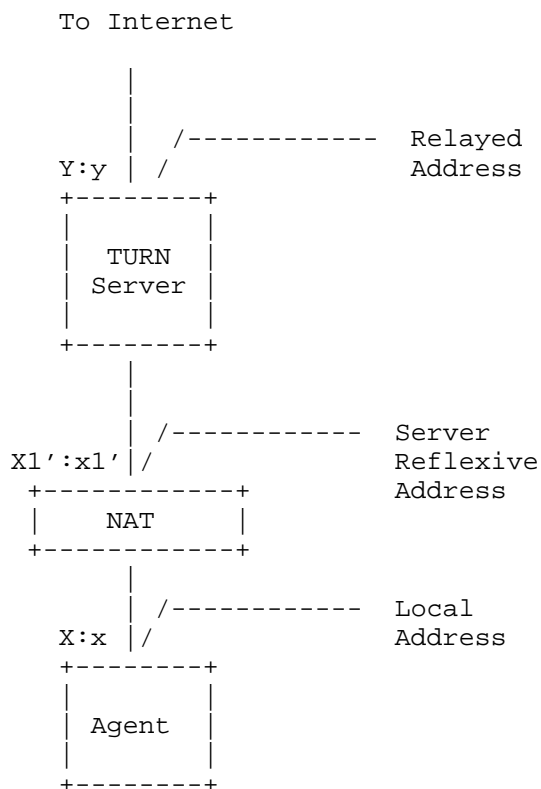 To Internet
|
|
| /------------ Relayed
Y:y | / Address
+--------+
| |
| TURN |
| Server |
| |
+--------+
|
|
| /------------ Server
X1':x1'|/ Reflexive
+------------+ Address
| NAT |
+------------+
|
| /------------ Local
X:x |/ Address
+--------+
| |
| Agent |
| |
+--------+